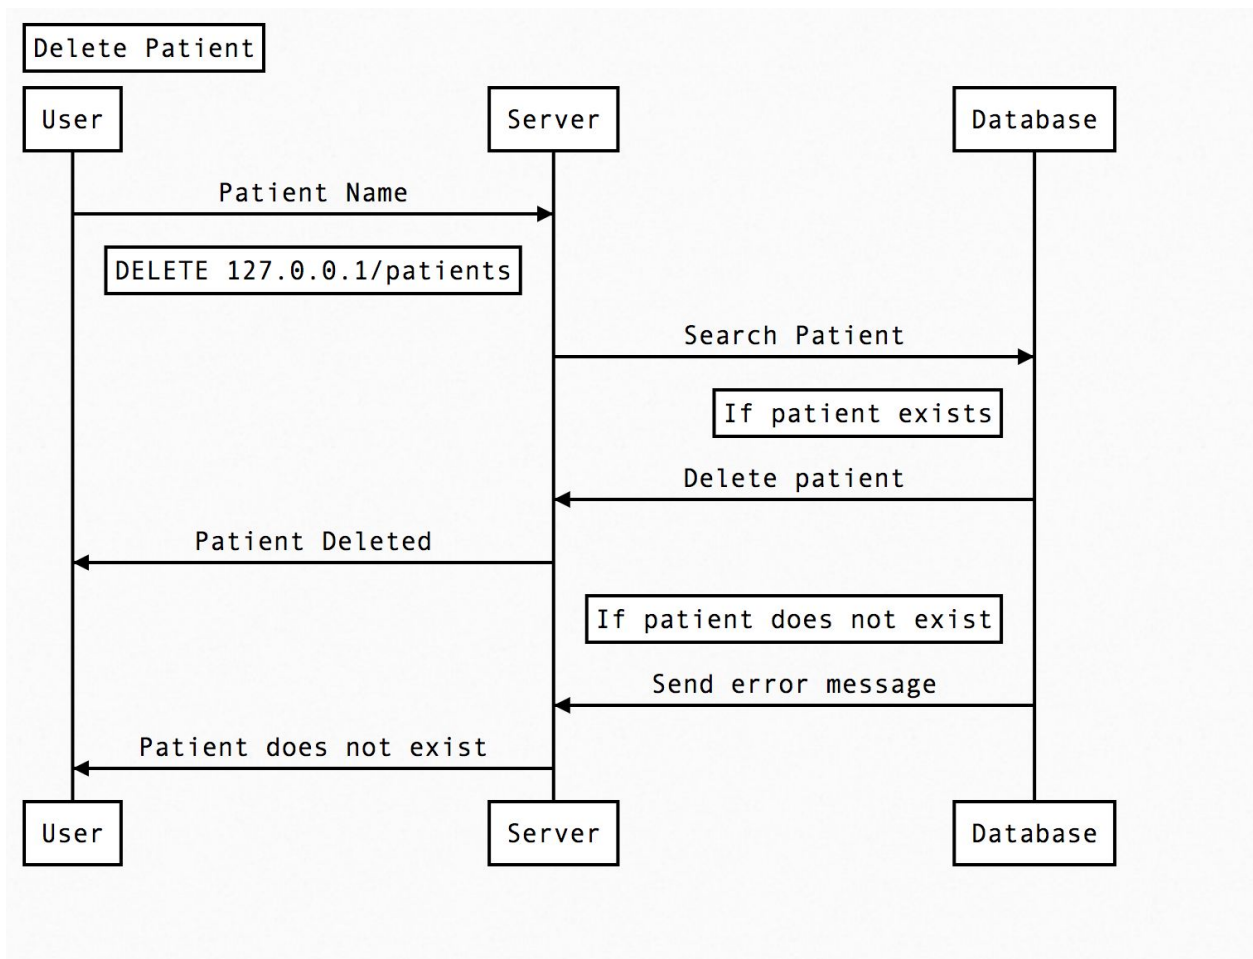 Delete Patient
User
Server
Database
Patient Name
DELETE 127.0.0.1/patients
Search Patient
If patient exists
Delete patient
Patient Deleted
If patient does not exist
Send error message
Patient does not exist
User
Server
Database